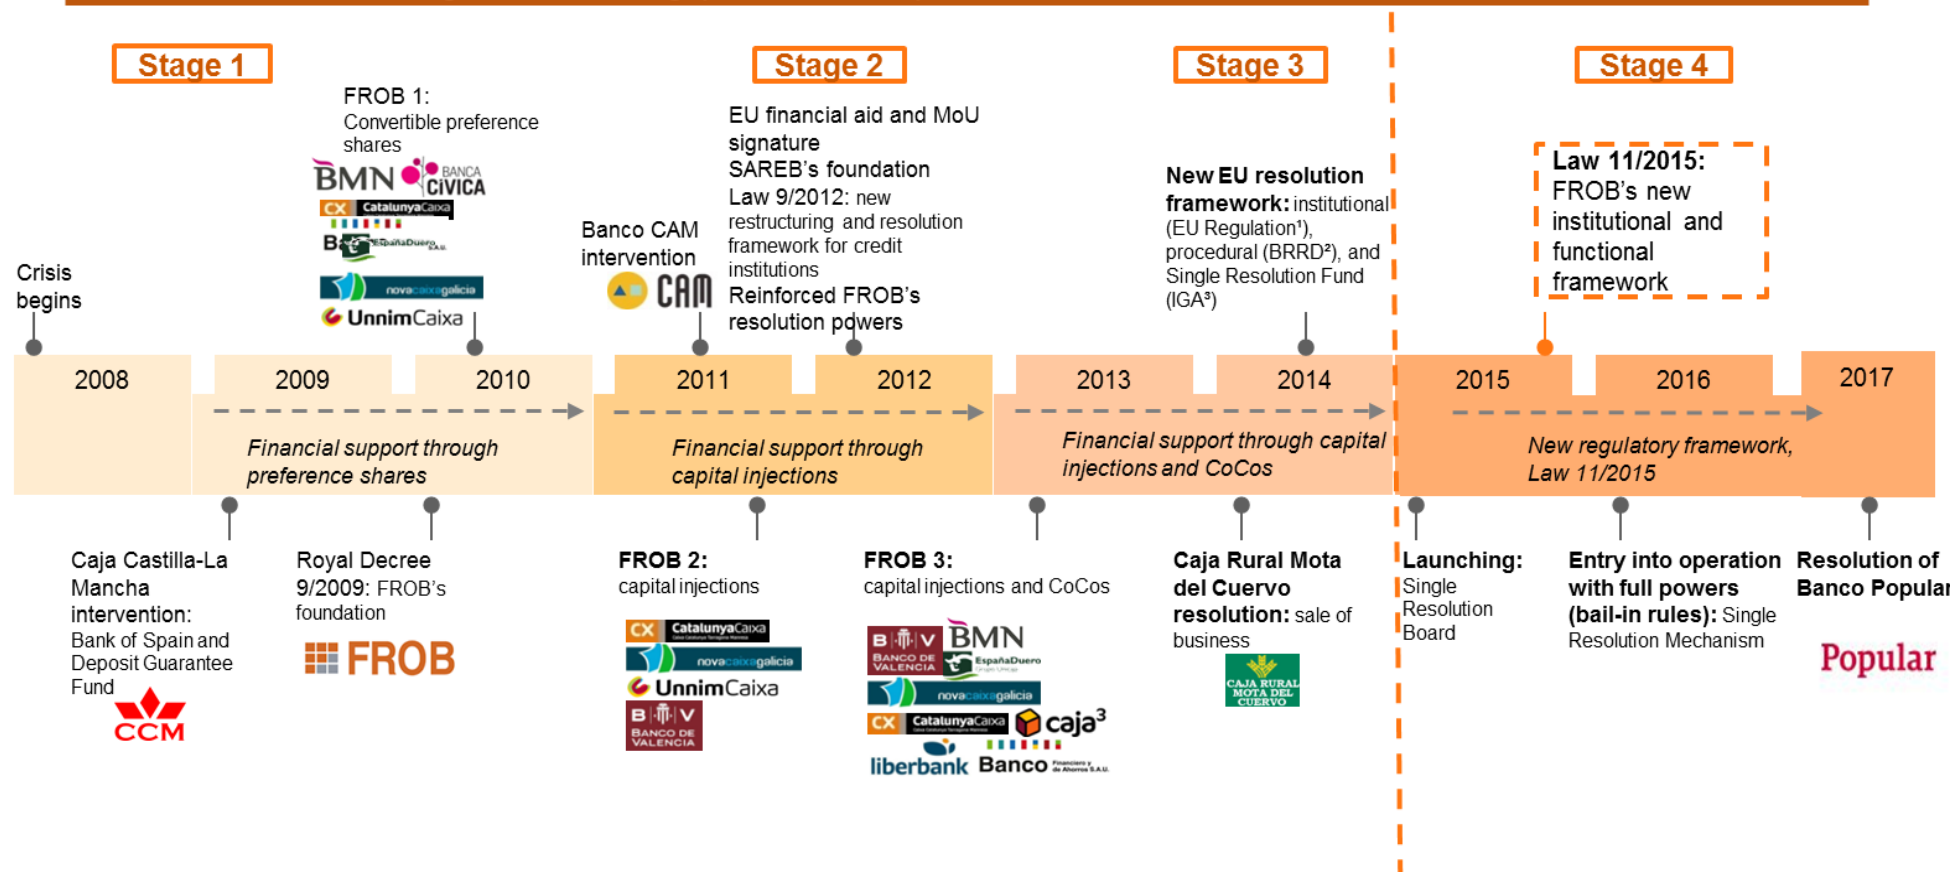 Stage 1
Stage 2
Stage 3
Stage 4
FROB 1:
Convertible preference
shares
BMN
BANCA
CÍVICA
CX CatalunyaCaixa
EspañaDuero
S.A.U.
novacaixagalicia
UnnimCaixa
Crisis
begins
Banco CAM
intervention
CAM
EU financial aid and MoU
signature
SAREB's foundation
Law 9/2012: new
restructuring and resolution
framework for credit
institutions
Reinforced FROB's
resolution powers
New EU resolution
framework: institutional
(EU Regulation¹),
procedural (BRRD²), and
Single Resolution Fund
(IGA³)
Law 11/2015:
FROB's new
institutional and
functional
framework
2008
2009
2010
2011
2012
2013
2014
2015
2016
2017
Financial support through
preference shares
Financial support through
capital injections
Financial support through capital
injections and CoCos
New regulatory framework,
Law 11/2015
Caja Castilla-La
Mancha
intervention:
Bank of Spain and
Deposit Guarantee
Fund
CCM
Royal Decree
9/2009: FROB's
foundation
FROB
FROB 2:
capital injections
CX CatalunyaCaixa
novacaixagalicia
UnnimCaixa
B V
BANCO DE
VALENCIA
FROB 3:
capital injections and CoCos
B V
BANCO DE
VALENCIA
BMN
EspañaDuero
novacaixagalicia
CX CatalunyaCaixa
caja³
liberbank
Banco Financiero y
de Ahorros S.A.U.
Caja Rural Mota
del Cuervo
resolution: sale of
business
CAJA RURAL
MOTA DEL
CUERVO
Launching:
Single
Resolution
Board
Entry into operation
with full powers
(bail-in rules): Single
Resolution Mechanism
Resolution of
Banco Popular
Popular